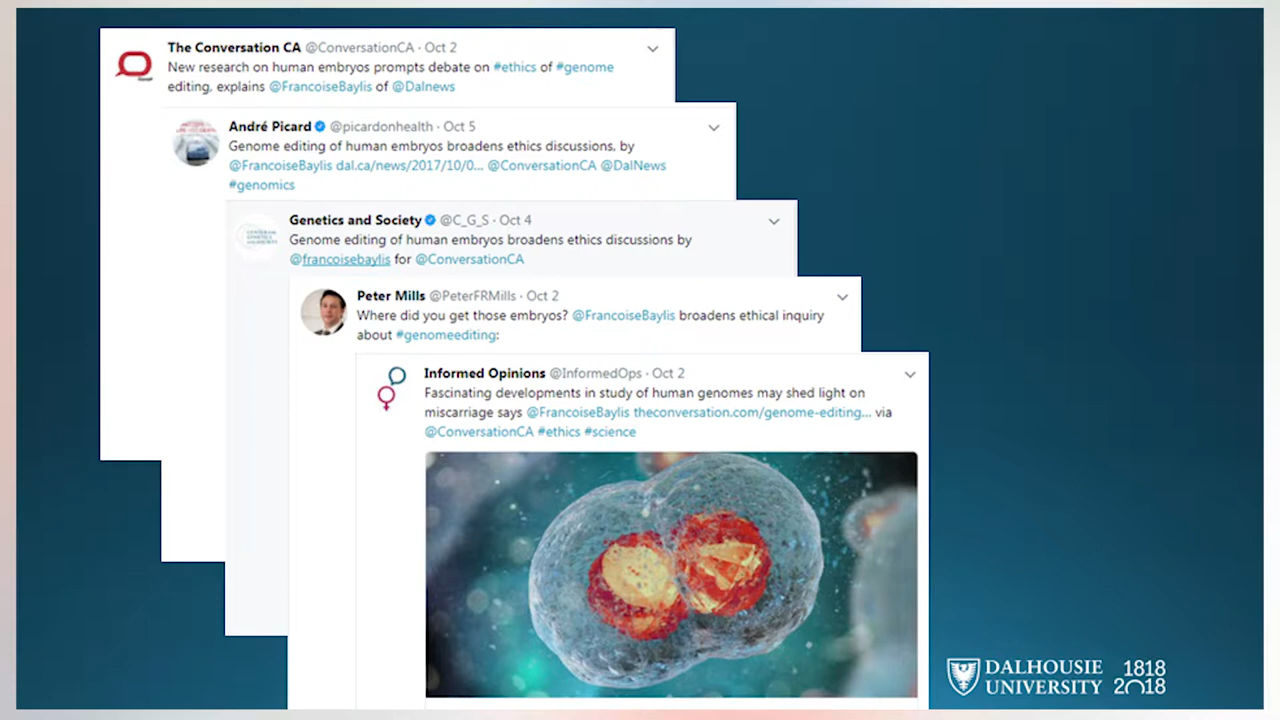 The Conversation CA @ConversationCA · Oct 2
New research on human embryos prompts debate on #ethics of #genome
editing, explains @FrancoiseBaylis of @Dalnews
André Picard @picardonhealth · Oct 5
Genome editing of human embryos broadens ethics discussions, by
@FrancoiseBaylis dal.ca/news/2017/10/0... @ConversationCA @DalNews
#genomics
Genetics and Society @C_G_S · Oct 4
Genome editing of human embryos broadens ethics discussions by
@francoisebaylis for @ConversationCA
Peter Mills @PeterFRMills · Oct 2
Where did you get those embryos? @FrancoiseBaylis broadens ethical inquiry
about #genomeediting:
Informed Opinions @InformedOps · Oct 2
Fascinating developments in study of human genomes may shed light on
miscarriage says @FrancoiseBaylis theconversation.com/genome-editing... via
@ConversationCA #ethics #science
DALHOUSIE 1818
UNIVERSITY 2018